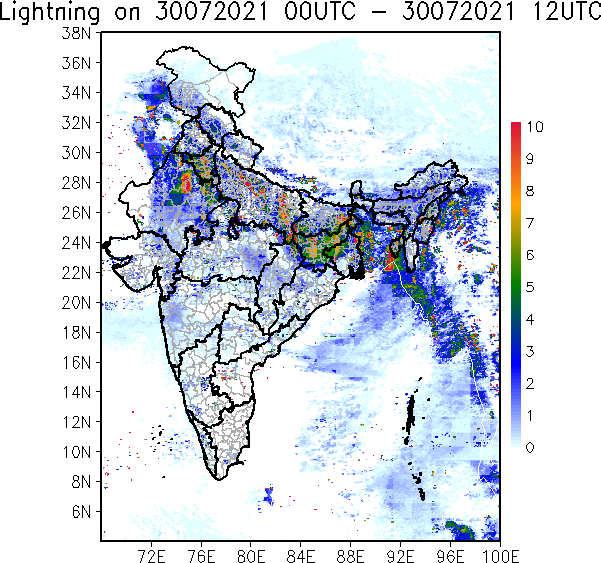 Lightning on 30072021 00UTC – 30072021 12UTC
38N
36N
34N
32N
30N
28N
26N
24N
22N
20N
18N
16N
14N
12N
10N
8N
6N
72E 76E 80E 84E 88E 92E 96E 100E
10
9
8
7
6
5
4
3
2
1
0